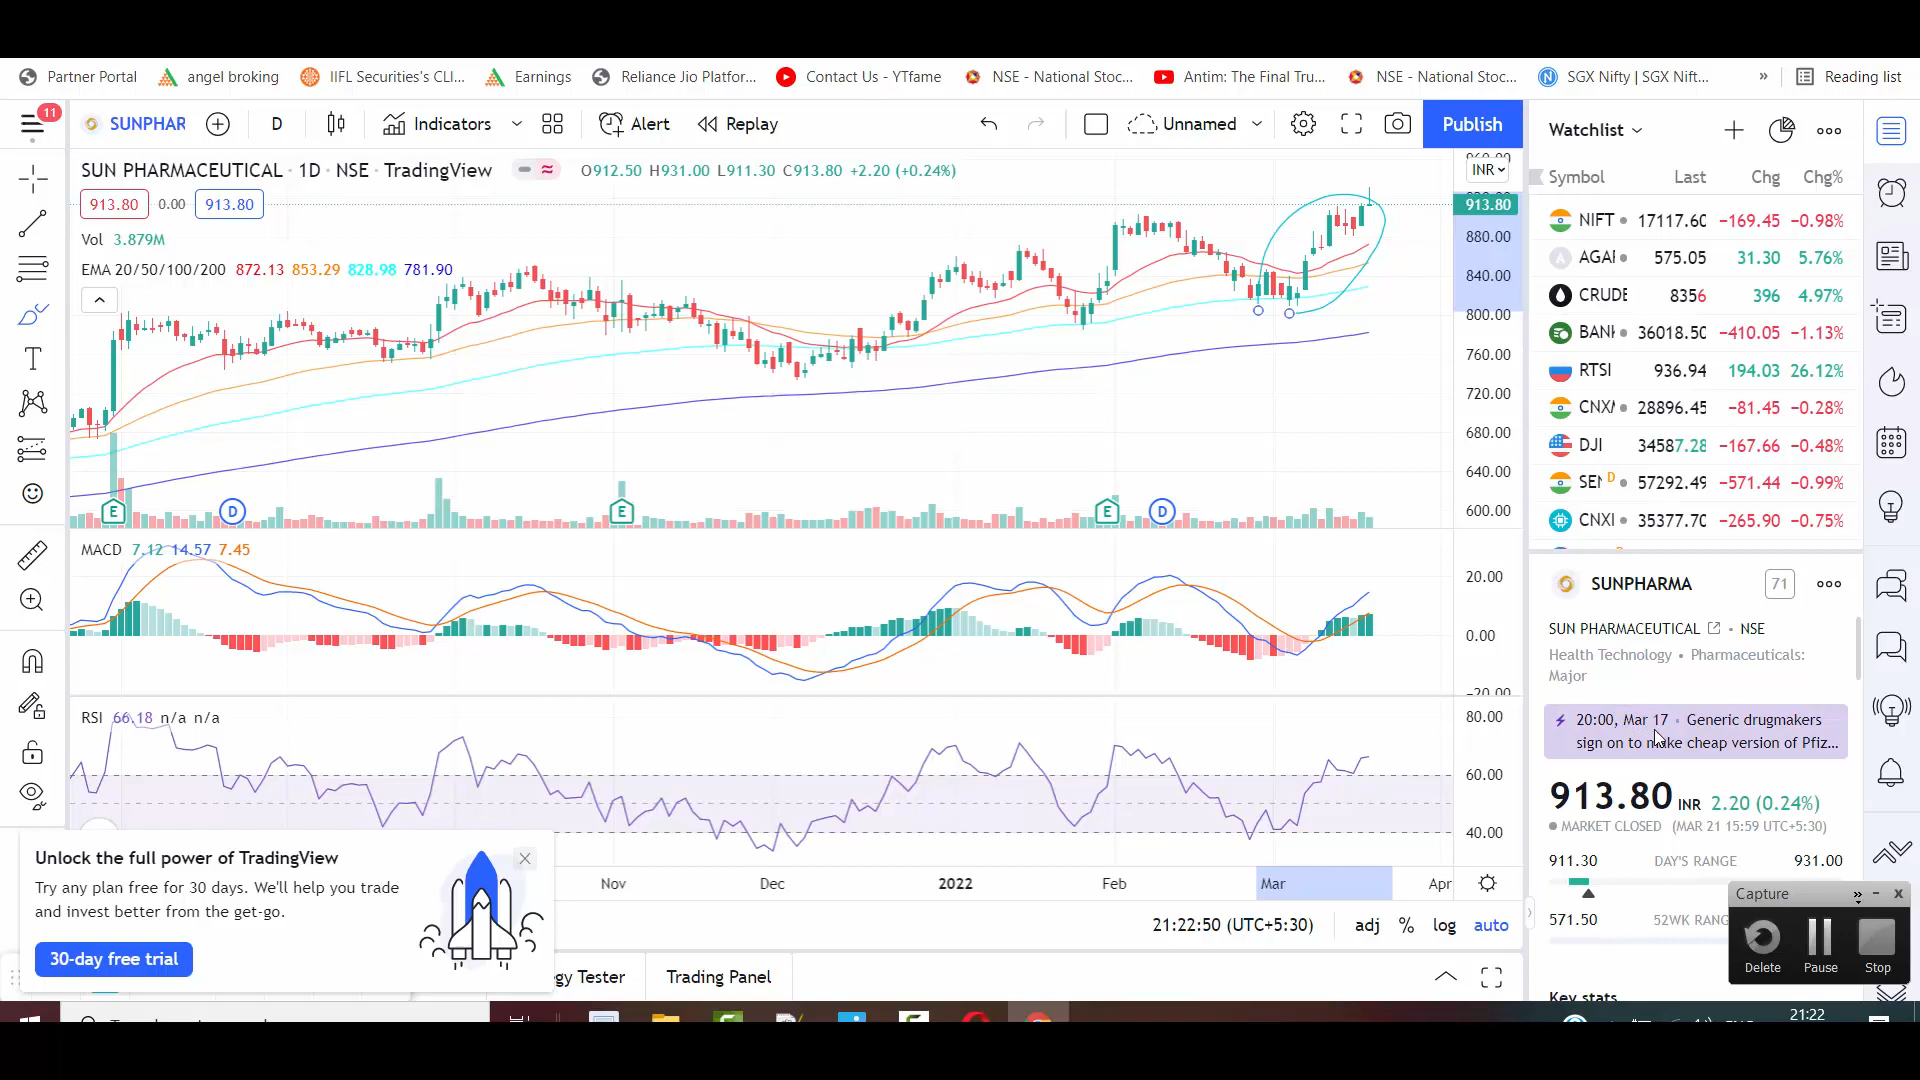 Partner Portal angel broking IIFL Securities's CLI... Earnings Reliance Jio Platfor... Contact Us - YTfame NSE - National Stoc... Antim: The Final Tru... NSE - National Stoc... SGX Nifty | SGX Nift... » Reading list
11 SUNPHAR D Indicators Alert Replay Unnamed Publish
SUN PHARMACEUTICAL · 1D · NSE · TradingView O912.50 H931.00 L911.30 C913.80 +2.20 (+0.24%)
INR
913.80 0.00 913.80
913.80
Vol 3.879M
EMA 20/50/100/200 872.13 853.29 828.98 781.90
880.00
840.00
800.00
760.00
720.00
680.00
640.00
600.00
E D E E D
MACD 7.12 14.57 7.45
20.00
0.00
−20.00
RSI 66.18 n/a n/a
80.00
60.00
40.00
Nov Dec 2022 Feb Mar Apr
21:22:50 (UTC+5:30) adj % log auto
gy Tester Trading Panel
Unlock the full power of TradingView
Try any plan free for 30 days. We'll help you trade
and invest better from the get-go.
30-day free trial
Watchlist
Symbol Last Chg Chg%
NIFT 17117.60 −169.45 −0.98%
AGAI 575.05 31.30 5.76%
CRUDE 8356 396 4.97%
BANK 36018.50 −410.05 −1.13%
RTSI 936.94 194.03 26.12%
CNXA 28896.45 −81.45 −0.28%
DJI 34587.28 −167.66 −0.48%
SEN D 57292.49 −571.44 −0.99%
CNXI 35377.70 −265.90 −0.75%
SUNPHARMA 71
SUN PHARMACEUTICAL • NSE
Health Technology • Pharmaceuticals:
Major
20:00, Mar 17 • Generic drugmakers
sign on to make cheap version of Pfiz...
913.80 INR 2.20 (0.24%)
MARKET CLOSED (MAR 21 15:59 UTC+5:30)
911.30 DAY'S RANGE 931.00
571.50 52WK RANG
Capture
Delete Pause Stop
Key stats
21:22